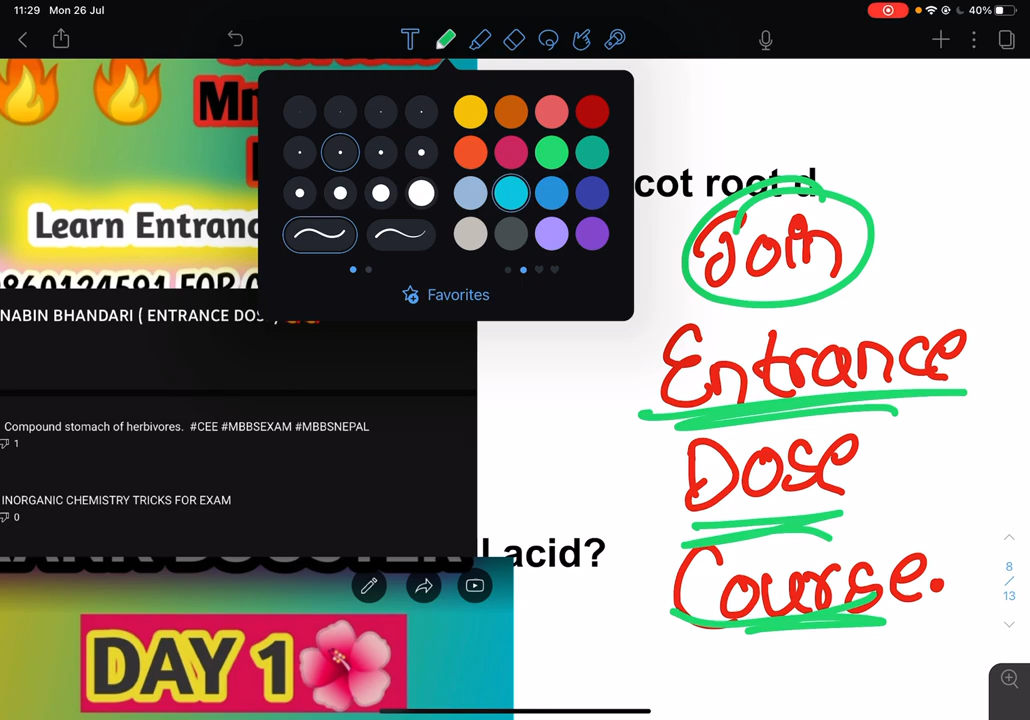 11:29 Mon 26 Jul
40%
T
Mn
cot root d
Join
Learn Entranc
Favorites
NABIN BHANDARI ( ENTRANCE DOS
Entrance
Compound stomach of herbivores. #CEE #MBBSEXAM #MBBSNEPAL
1
Dose
INORGANIC CHEMISTRY TRICKS FOR EXAM
0
l acid?
8
/
13
Course.
DAY 1